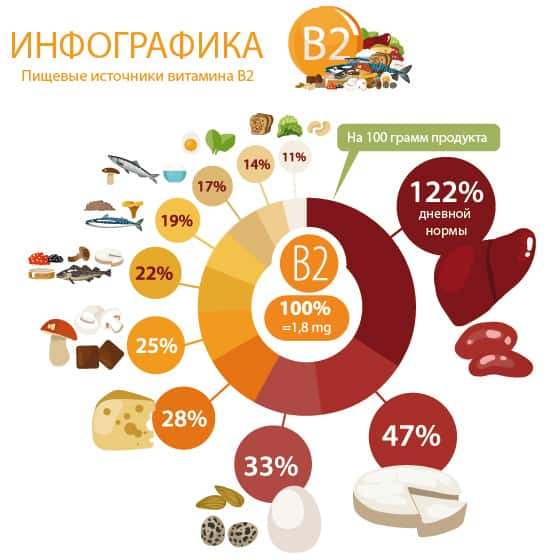 ИНФОГРАФИКА
Пищевые источники витамина В2
B2
На 100 грамм продукта
122%
дневной
нормы
47%
33%
28%
25%
22%
19%
17%
14%
11%
B2
100%
=1,8 mg